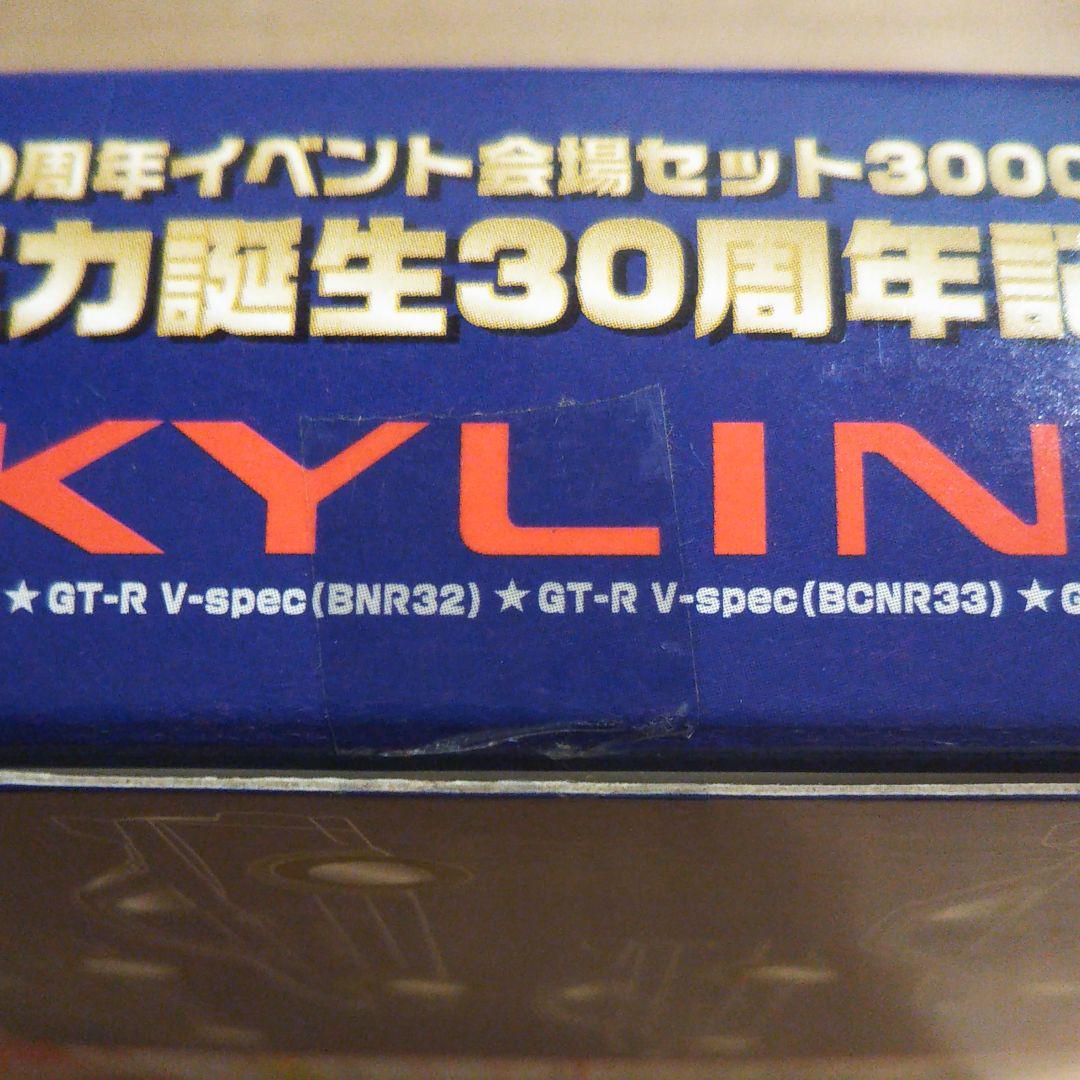 0周年イベント会場セット3000
カ誕生30周年記
KYLIN
★GT-R V-spec(BNR32) ★GT-R V-spec(BCNR33) ★G